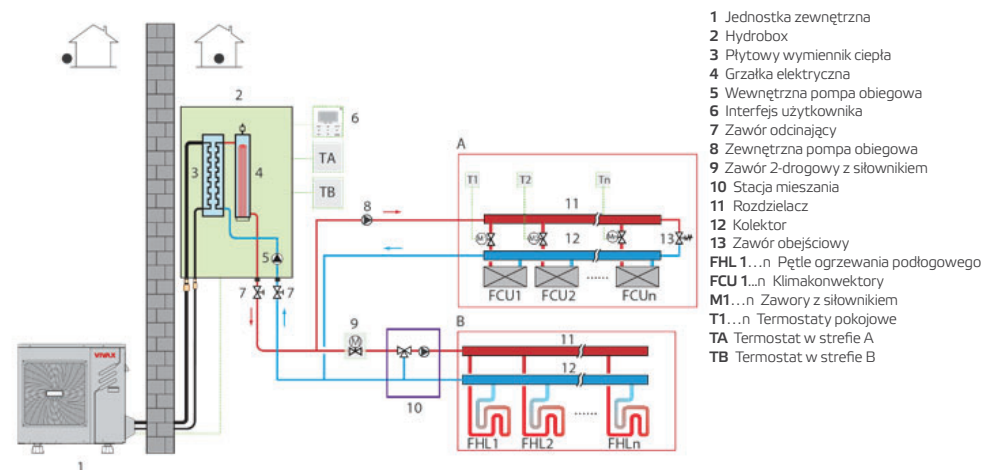 1 Jednostka zewnętrzna
2 Hydrobox
3 Płytowy wymiennik ciepła
4 Grzałka elektryczna
5 Wewnętrzna pompa obiegowa
6 Interfejs użytkownika
7 Zawór odcinający
8 Zewnętrzna pompa obiegowa
9 Zawór 2-drogowy z siłownikiem
10 Stacja mieszania
11 Rozdzielacz
12 Kolektor
13 Zawór obejściowy
FHL 1...n Pętle ogrzewania podłogowego
FCU 1...n Klimakonwektory
M1...n Zawory z siłownikiem
T1...n Termostaty pokojowe
TA Termostat w strefie A
TB Termostat w strefie B
2
6
TA
TB
3
4
5
7
7
A
T1
T2
Tn
8
11
12
13
M1
M2
Mn
FCU1
FCU2
......
FCUn
9
M
10
B
11
12
FHL1
FHL2
......
FHLn
VIVAX
1